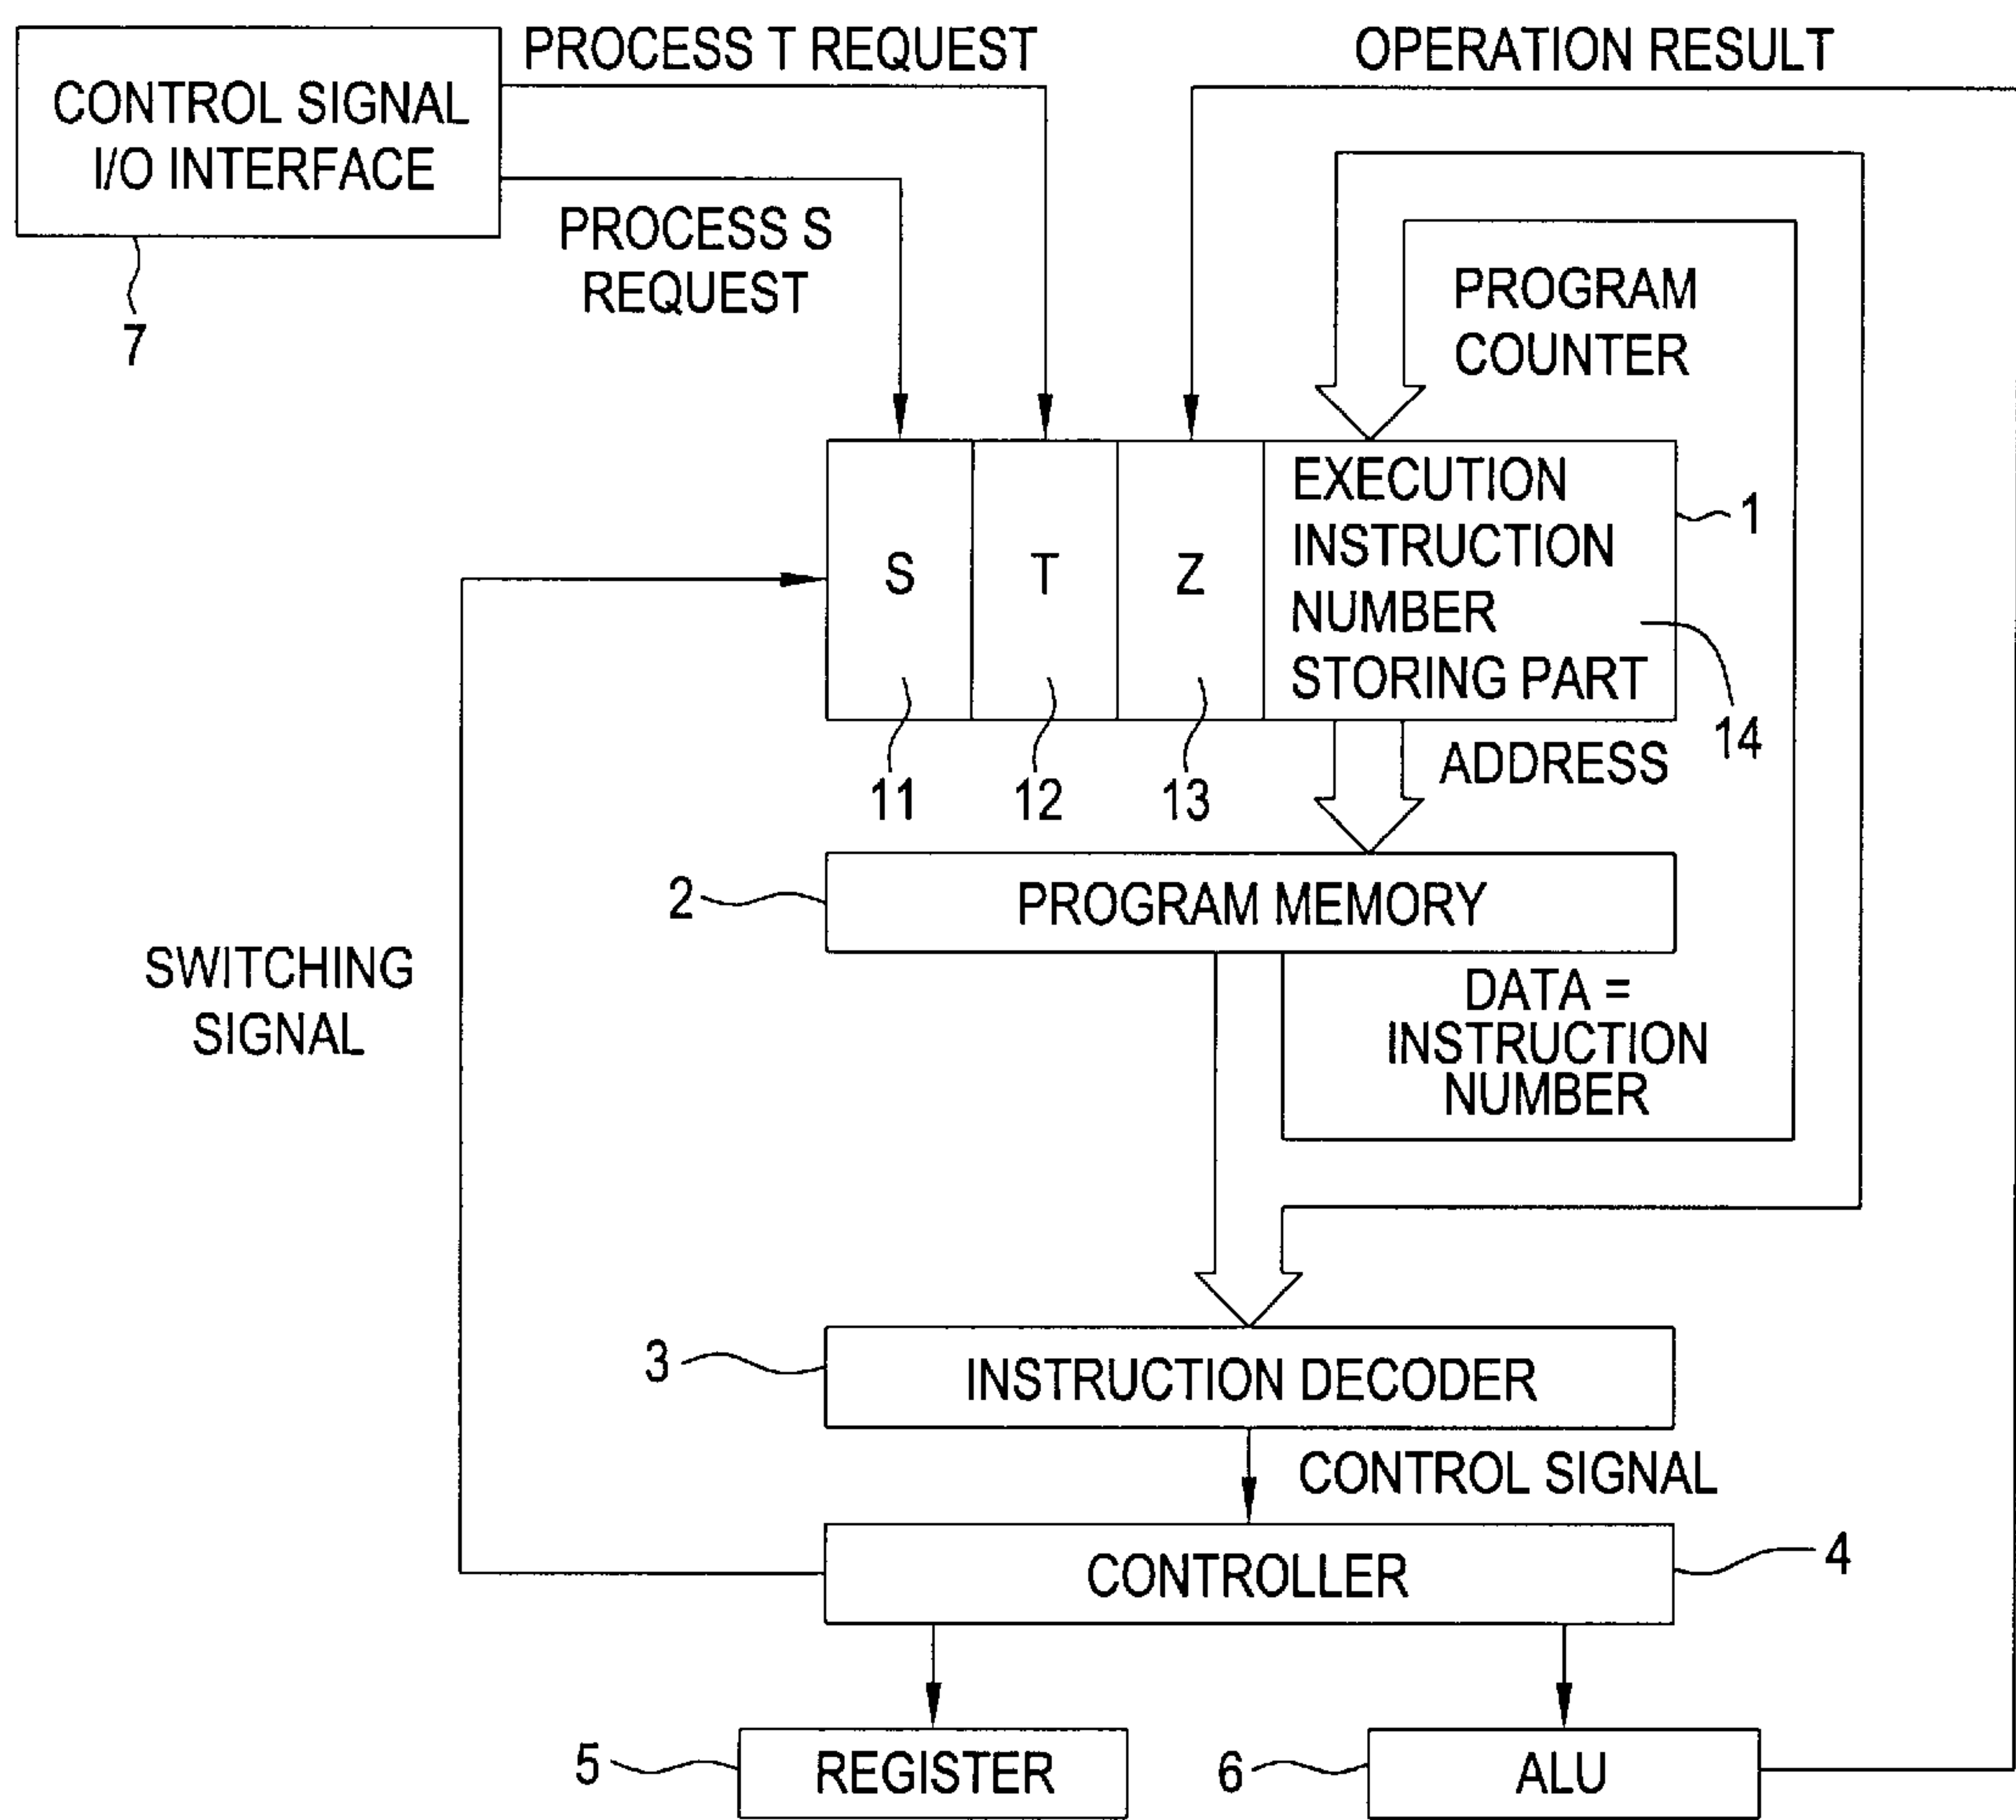 PROCESS T REQUEST
OPERATION RESULT
CONTROL SIGNAL
I/O INTERFACE
PROCESS S
REQUEST
7
PROGRAM
COUNTER
S
T
Z
EXECUTION
INSTRUCTION
NUMBER
STORING PART
1
11
12
13
14
ADDRESS
2
PROGRAM MEMORY
SWITCHING
SIGNAL
DATA =
INSTRUCTION
NUMBER
3
INSTRUCTION DECODER
CONTROL SIGNAL
CONTROLLER
4
5
REGISTER
6
ALU